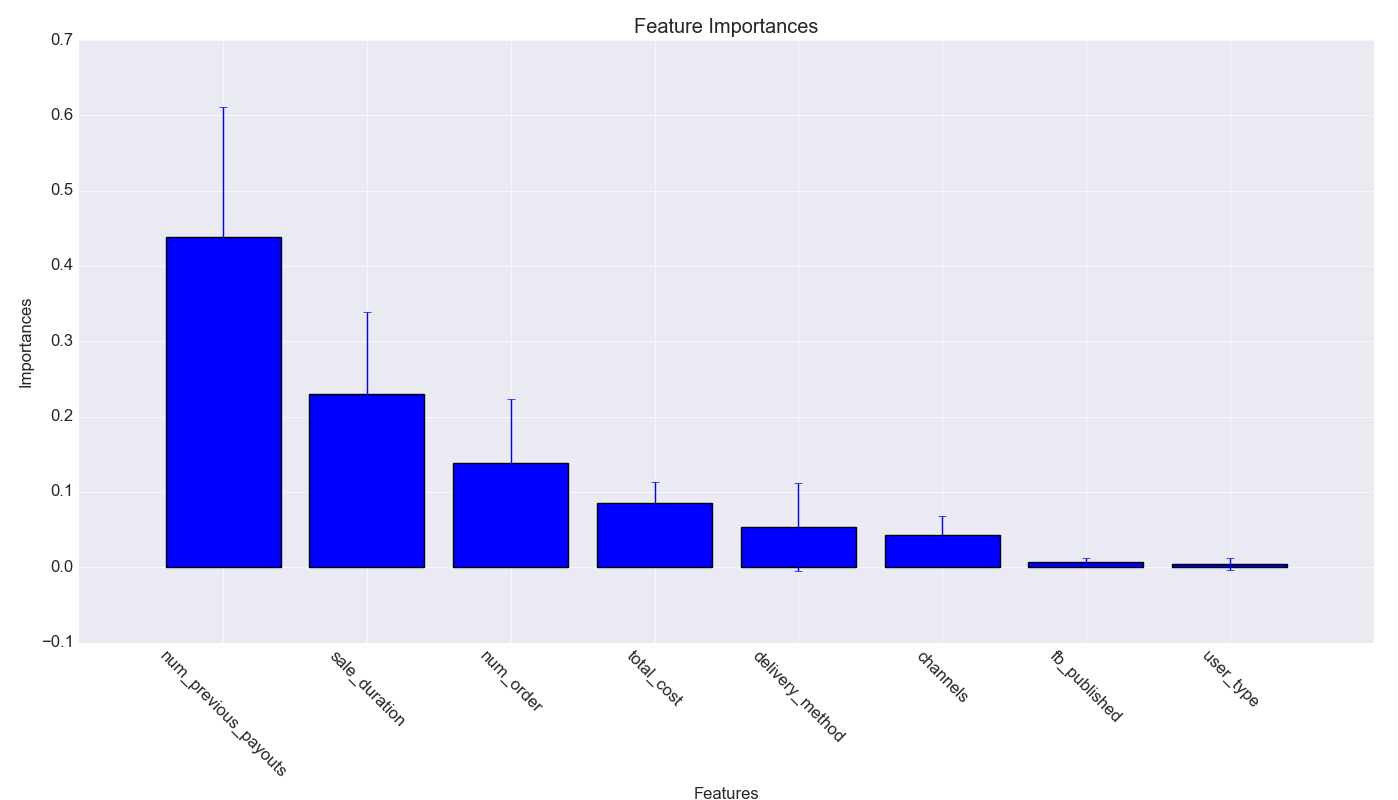 Feature Importances
0.7
0.6
0.5
0.4
0.3
0.2
0.1
0.0
−0.1
Importances
num_previous_payouts
sale_duration
num_order
total_cost
delivery_method
channels
fb_published
user_type
Features